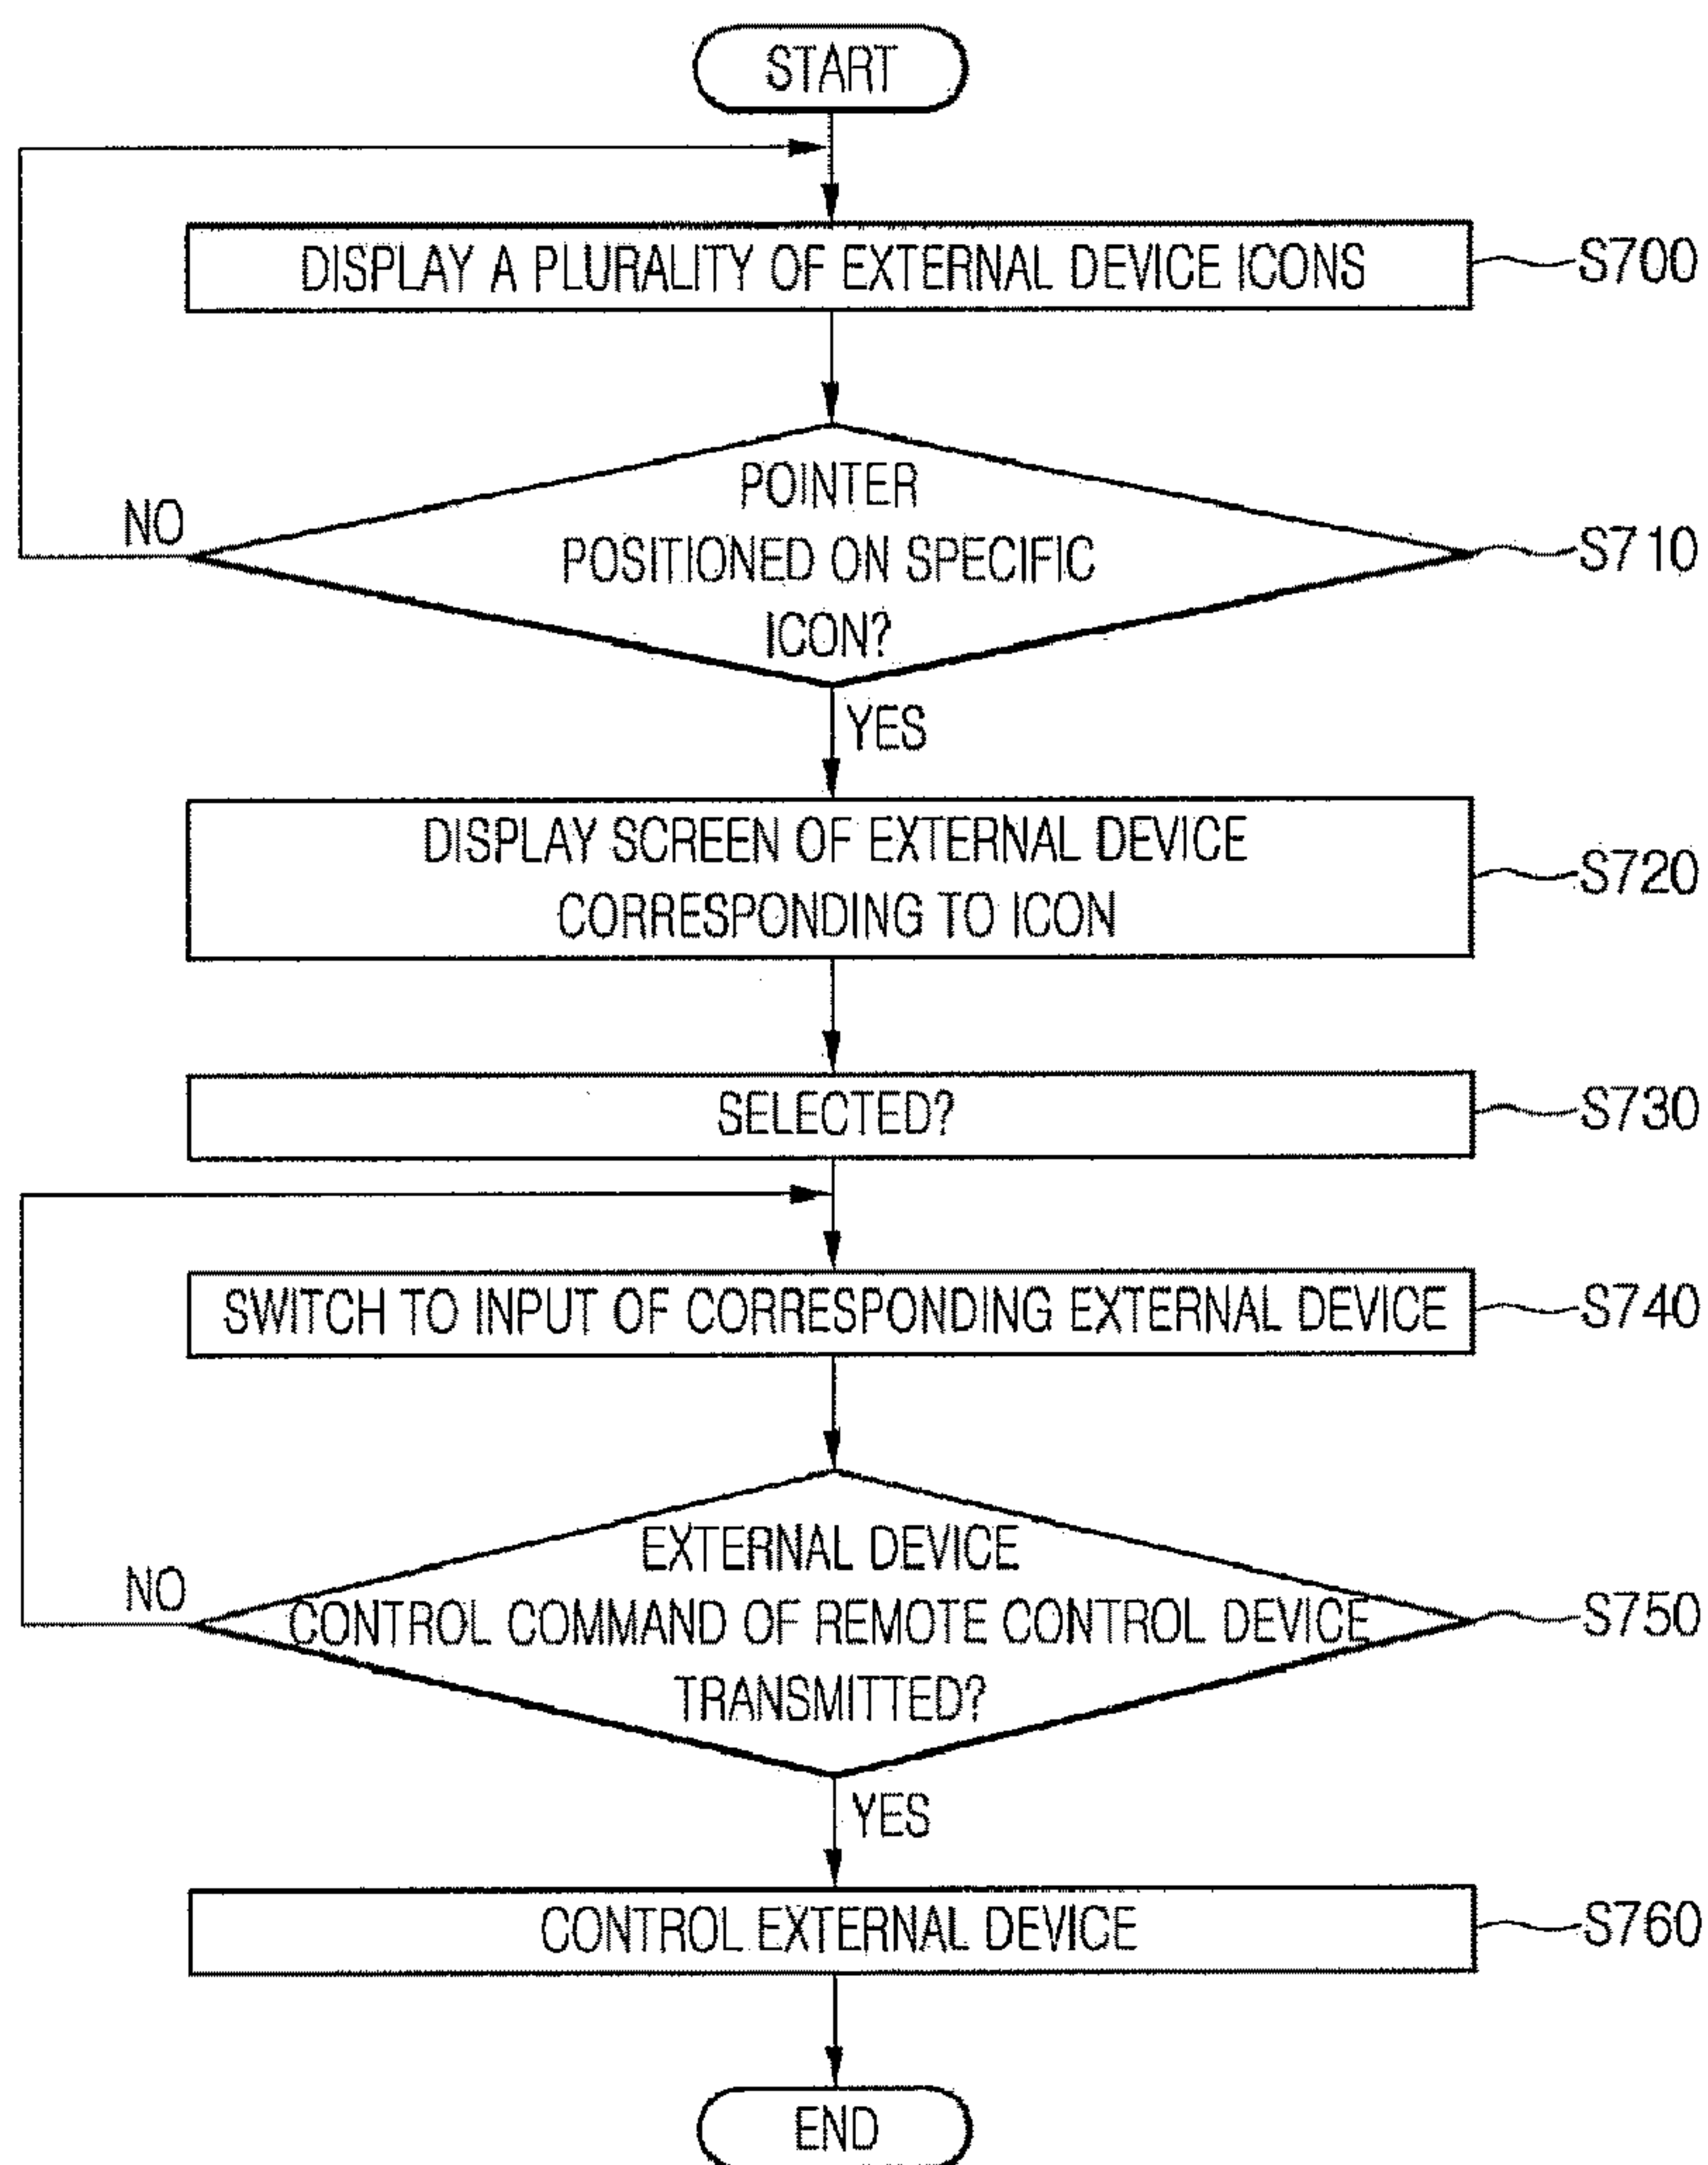 START
DISPLAY A PLURALITY OF EXTERNAL DEVICE ICONS
S700
POINTER
POSITIONED ON SPECIFIC
ICON?
NO
S710
YES
DISPLAY SCREEN OF EXTERNAL DEVICE
CORRESPONDING TO ICON
S720
SELECTED?
S730
SWITCH TO INPUT OF CORRESPONDING EXTERNAL DEVICE
S740
EXTERNAL DEVICE
CONTROL COMMAND OF REMOTE CONTROL DEVICE
TRANSMITTED?
NO
S750
YES
CONTROL EXTERNAL DEVICE
S760
END